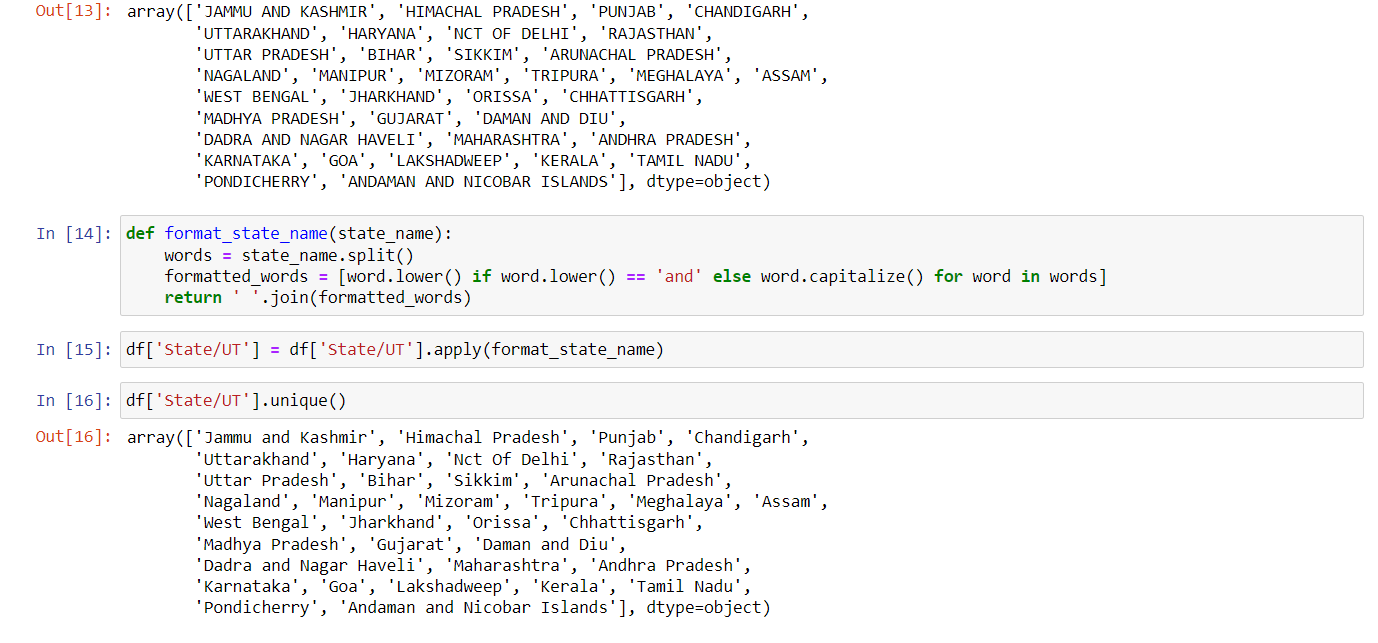 Out[13]: array(['JAMMU AND KASHMIR', 'HIMACHAL PRADESH', 'PUNJAB', 'CHANDIGARH',
'UTTARAKHAND', 'HARYANA', 'NCT OF DELHI', 'RAJASTHAN',
'UTTAR PRADESH', 'BIHAR', 'SIKKIM', 'ARUNACHAL PRADESH',
'NAGALAND', 'MANIPUR', 'MIZORAM', 'TRIPURA', 'MEGHALAYA', 'ASSAM',
'WEST BENGAL', 'JHARKHAND', 'ORISSA', 'CHHATTISGARH',
'MADHYA PRADESH', 'GUJARAT', 'DAMAN AND DIU',
'DADRA AND NAGAR HAVELI', 'MAHARASHTRA', 'ANDHRA PRADESH',
'KARNATAKA', 'GOA', 'LAKSHADWEEP', 'KERALA', 'TAMIL NADU',
'PONDICHERRY', 'ANDAMAN AND NICOBAR ISLANDS'], dtype=object)
In [14]: def format_state_name(state_name):
words = state_name.split()
formatted_words = [word.lower() if word.lower() == 'and' else word.capitalize() for word in words]
return ' '.join(formatted_words)
In [15]: df['State/UT'] = df['State/UT'].apply(format_state_name)
In [16]: df['State/UT'].unique()
Out[16]: array(['Jammu and Kashmir', 'Himachal Pradesh', 'Punjab', 'Chandigarh',
'Uttarakhand', 'Haryana', 'Nct Of Delhi', 'Rajasthan',
'Uttar Pradesh', 'Bihar', 'Sikkim', 'Arunachal Pradesh',
'Nagaland', 'Manipur', 'Mizoram', 'Tripura', 'Meghalaya', 'Assam',
'West Bengal', 'Jharkhand', 'Orissa', 'Chhattisgarh',
'Madhya Pradesh', 'Gujarat', 'Daman and Diu',
'Dadra and Nagar Haveli', 'Maharashtra', 'Andhra Pradesh',
'Karnataka', 'Goa', 'Lakshadweep', 'Kerala', 'Tamil Nadu',
'Pondicherry', 'Andaman and Nicobar Islands'], dtype=object)